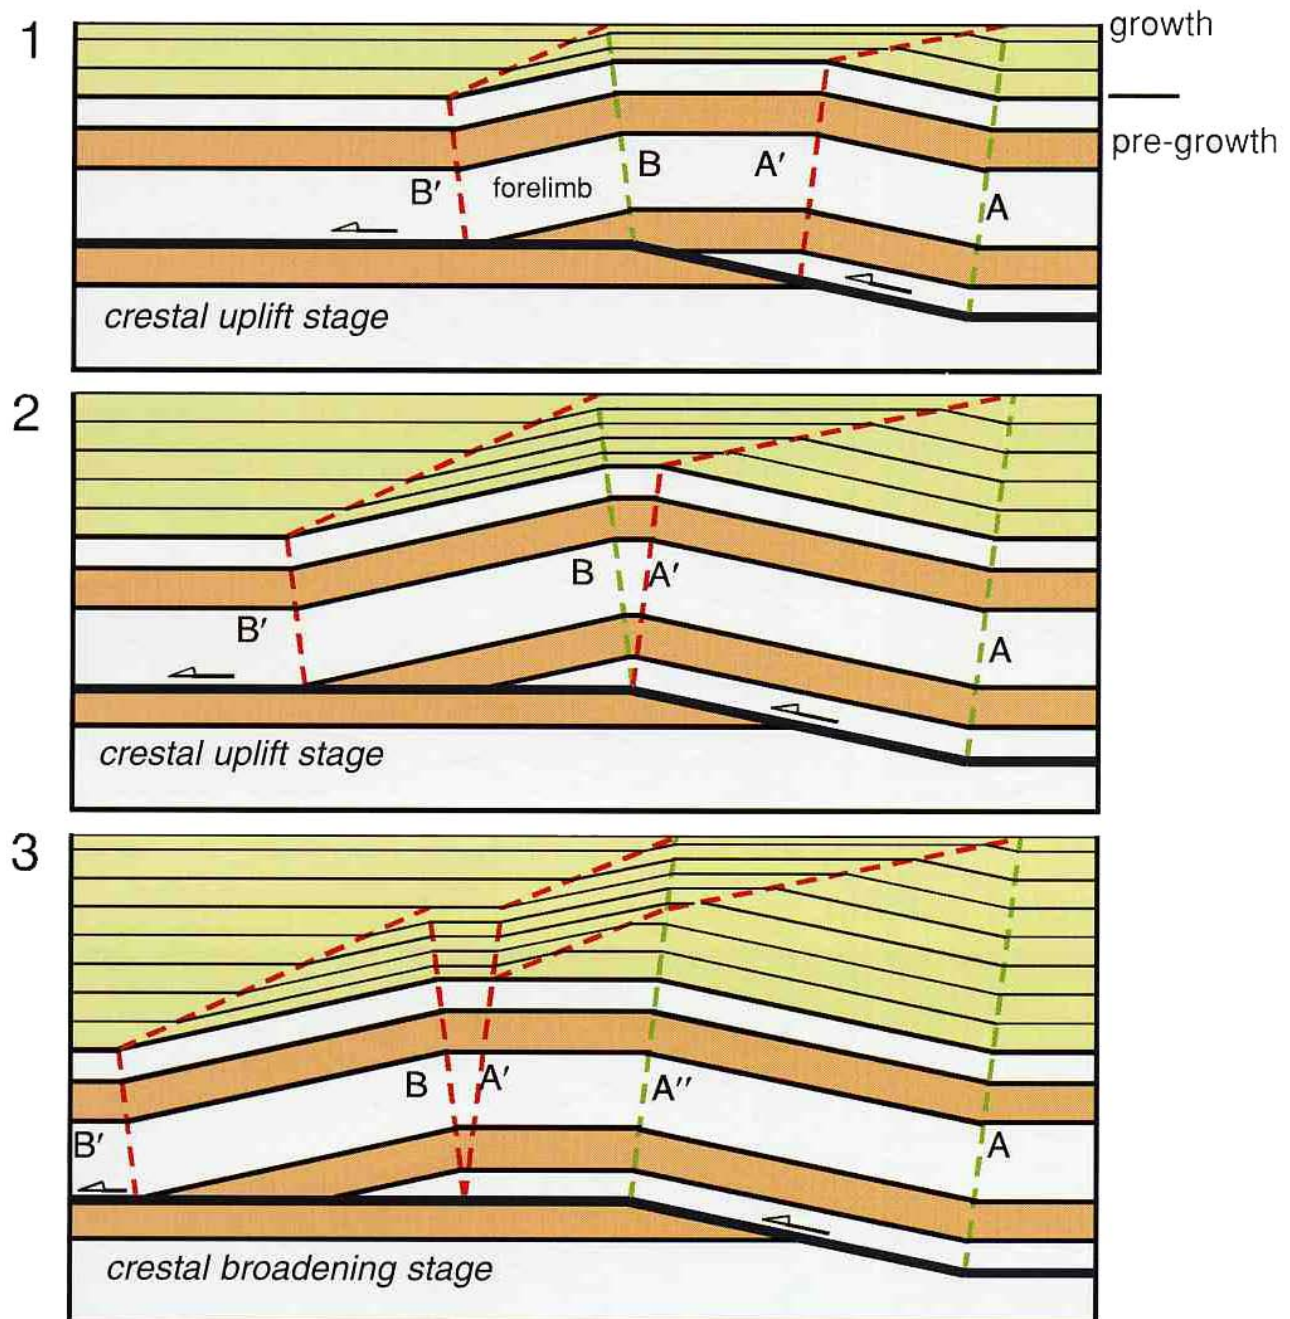 1
growth
pre-growth
B′ forelimb B A′ A
crestal uplift stage
2
B A′
B′ A
crestal uplift stage
3
B A′ A″
B′ A
crestal broadening stage